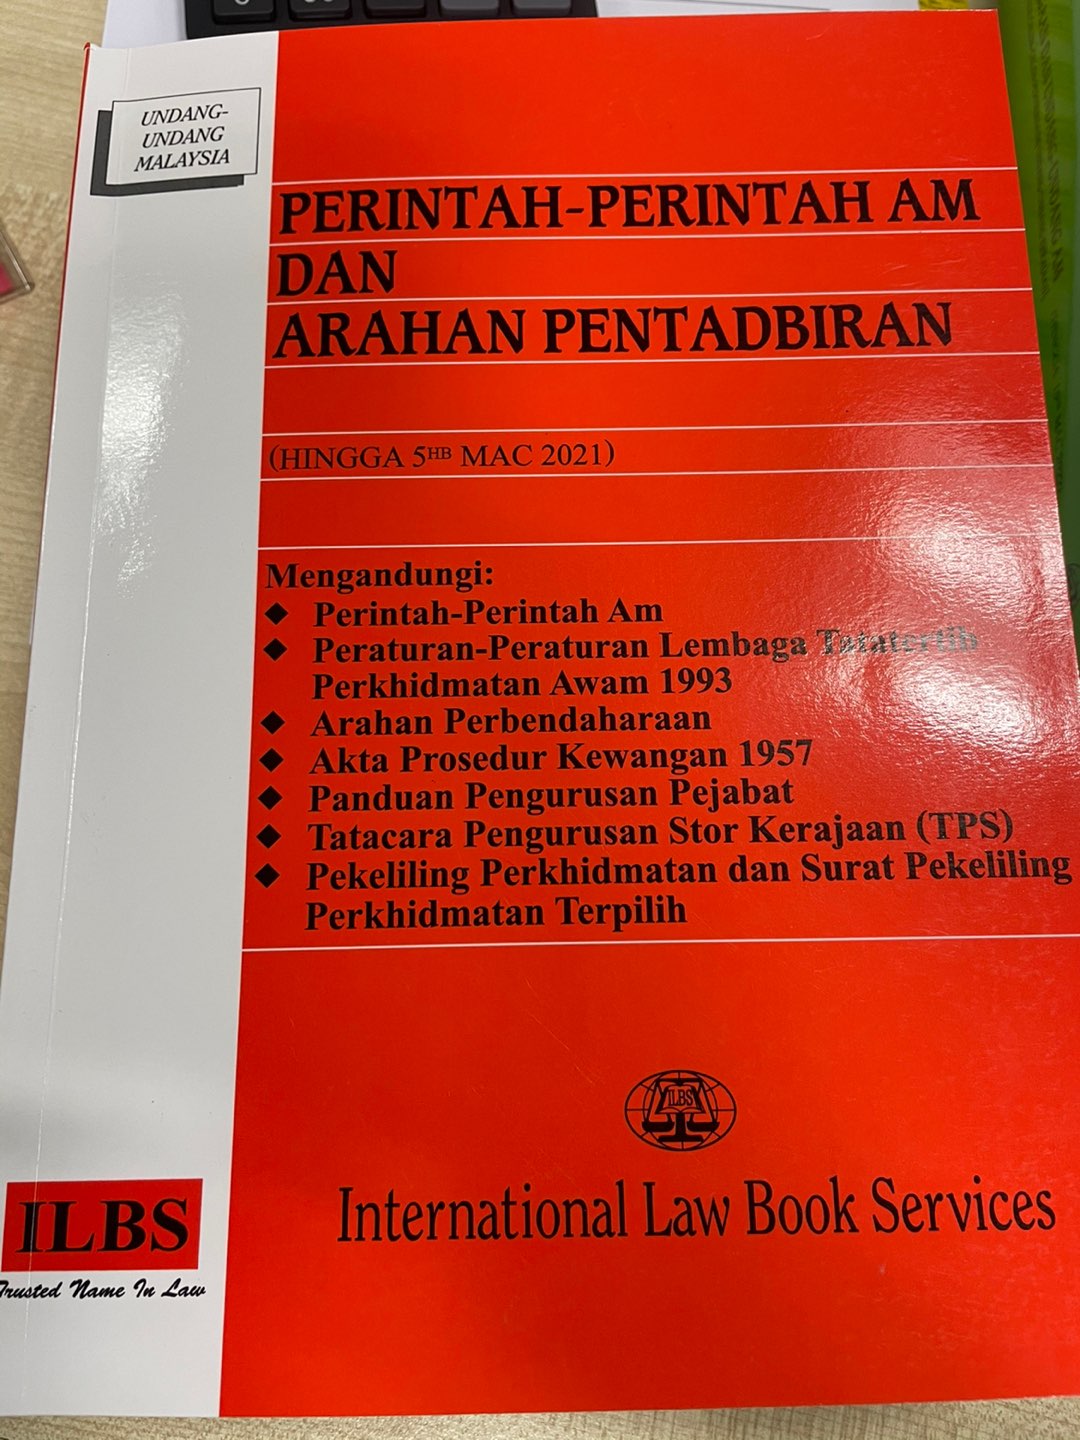 UNDANG-
UNDANG
MALAYSIA
PERINTAH-PERINTAH AM
DAN
ARAHAN PENTADBIRAN
(HINGGA 5HB MAC 2021)
Mengandungi:
◆ Perintah-Perintah Am
◆ Peraturan-Peraturan Lembaga Tatatertib
Perkhidmatan Awam 1993
◆ Arahan Perbendaharaan
◆ Akta Prosedur Kewangan 1957
◆ Panduan Pengurusan Pejabat
◆ Tatacara Pengurusan Stor Kerajaan (TPS)
◆ Pekeliling Perkhidmatan dan Surat Pekeliling
Perkhidmatan Terpilih
ILBS
International Law Book Services
ILBS
Trusted Name In Law